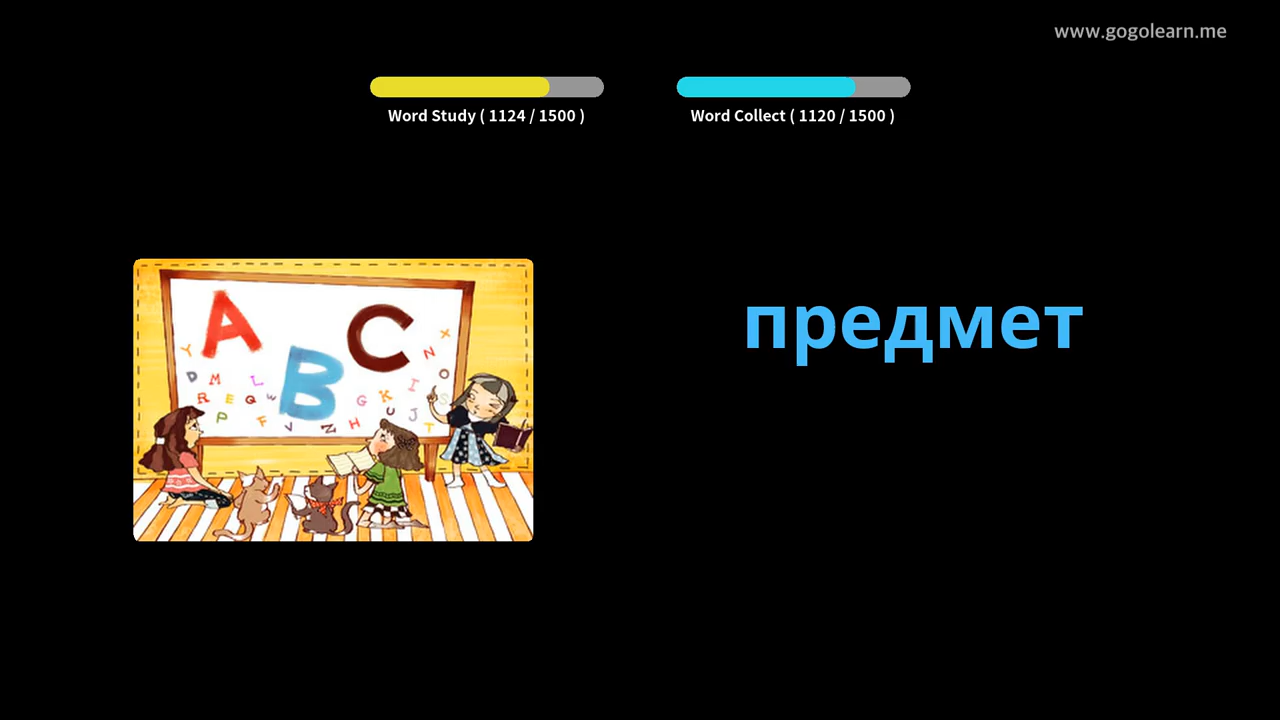 www.gogolearn.me
Word Study ( 1124 / 1500 )
Word Collect ( 1120 / 1500 )
предмет
A
B
C
X
Y
N
D
M
L
I
O
R
E
Q
W
G
K
S
P
F
V
Z
H
U
J
T